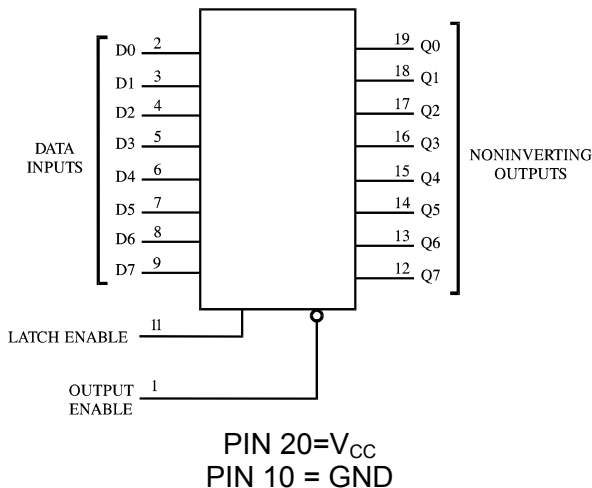 DATA
INPUTS
D0 2
D1 3
D2 4
D3 5
D4 6
D5 7
D6 8
D7 9
19 Q0
18 Q1
17 Q2
16 Q3
15 Q4
14 Q5
13 Q6
12 Q7
NONINVERTING
OUTPUTS
LATCH ENABLE 11
OUTPUT
ENABLE
1
PIN 20=VCC
PIN 10 = GND